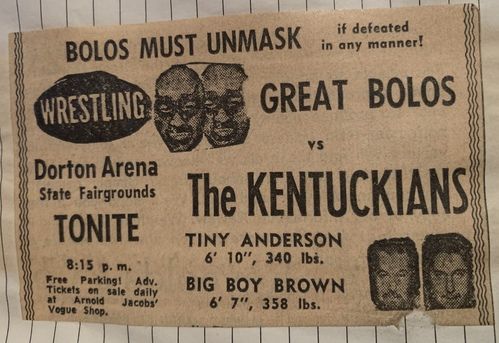 BOLOS MUST UNMASK if defeated
in any manner!
WRESTLING
GREAT BOLOS
vs
The KENTUCKIANS
TINY ANDERSON
6' 10", 340 lbs.
BIG BOY BROWN
6' 7", 358 lbs.
Dorton Arena
State Fairgrounds
TONITE
8:15 p. m.
Free Parking! Adv.
Tickets on sale daily
at Arnold Jacobs'
Vogue Shop.